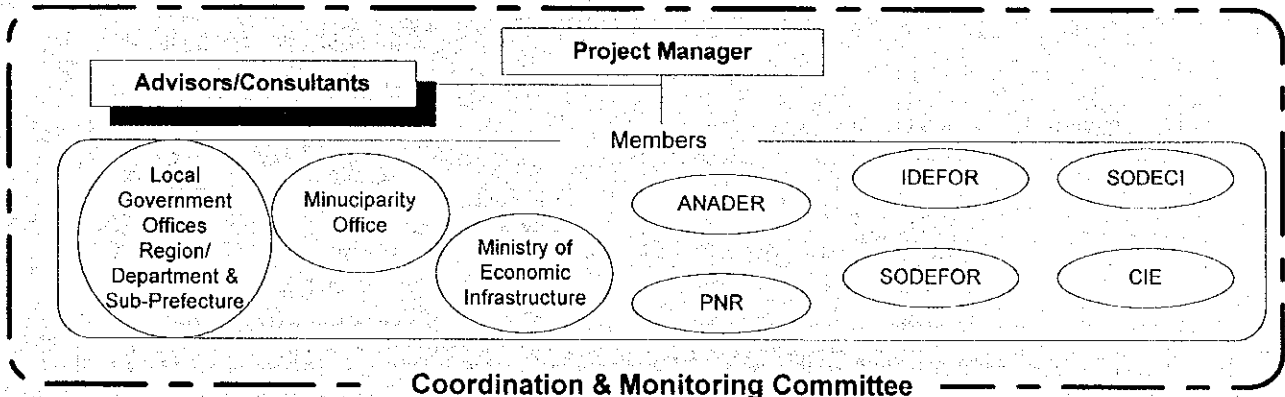 Project Manager
Advisors/Consultants
Members
Local
Government
Offices
Region/
Department &
Sub-Prefecture
Minuciparity
Office
Ministry of
Economic
Infrastructure
ANADER
PNR
IDEFOR
SODEFOR
SODECI
CIE
Coordination & Monitoring Committee